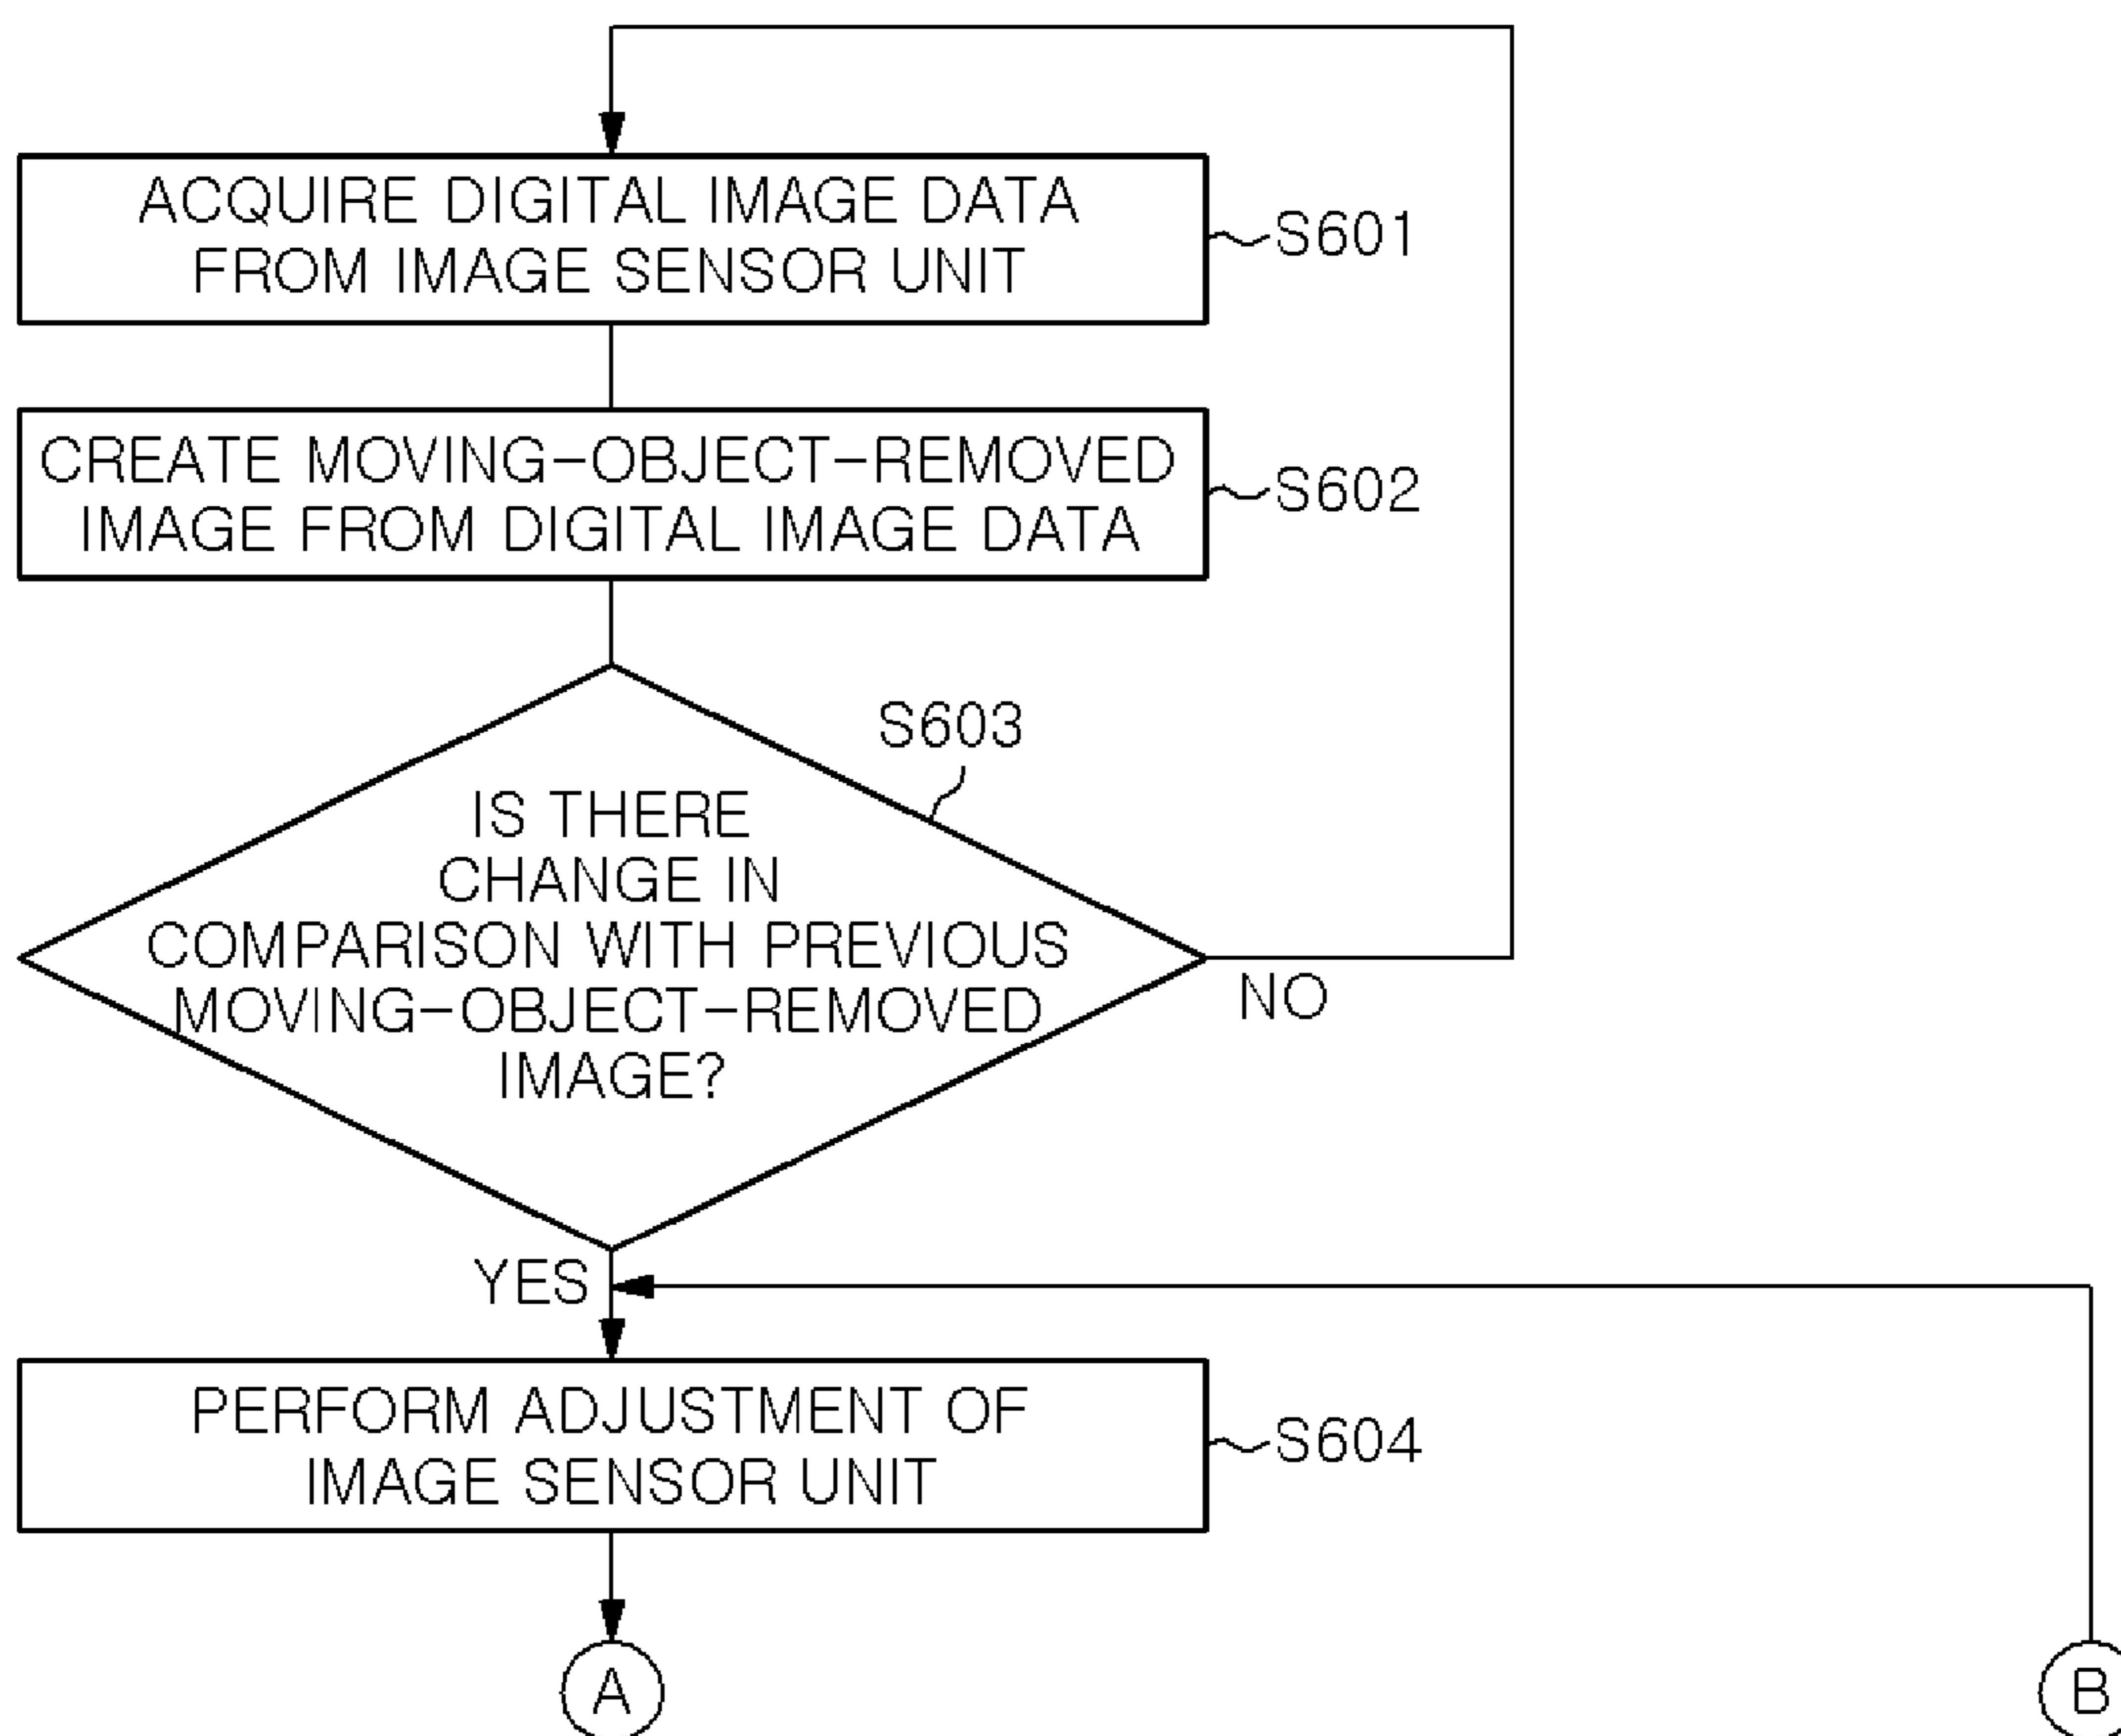 ACQUIRE DIGITAL IMAGE DATA
FROM IMAGE SENSOR UNIT
S601
CREATE MOVING-OBJECT-REMOVED
IMAGE FROM DIGITAL IMAGE DATA
S602
S603
IS THERE
CHANGE IN
COMPARISON WITH PREVIOUS
MOVING-OBJECT-REMOVED
IMAGE?
NO
YES
PERFORM ADJUSTMENT OF
IMAGE SENSOR UNIT
S604
A
B